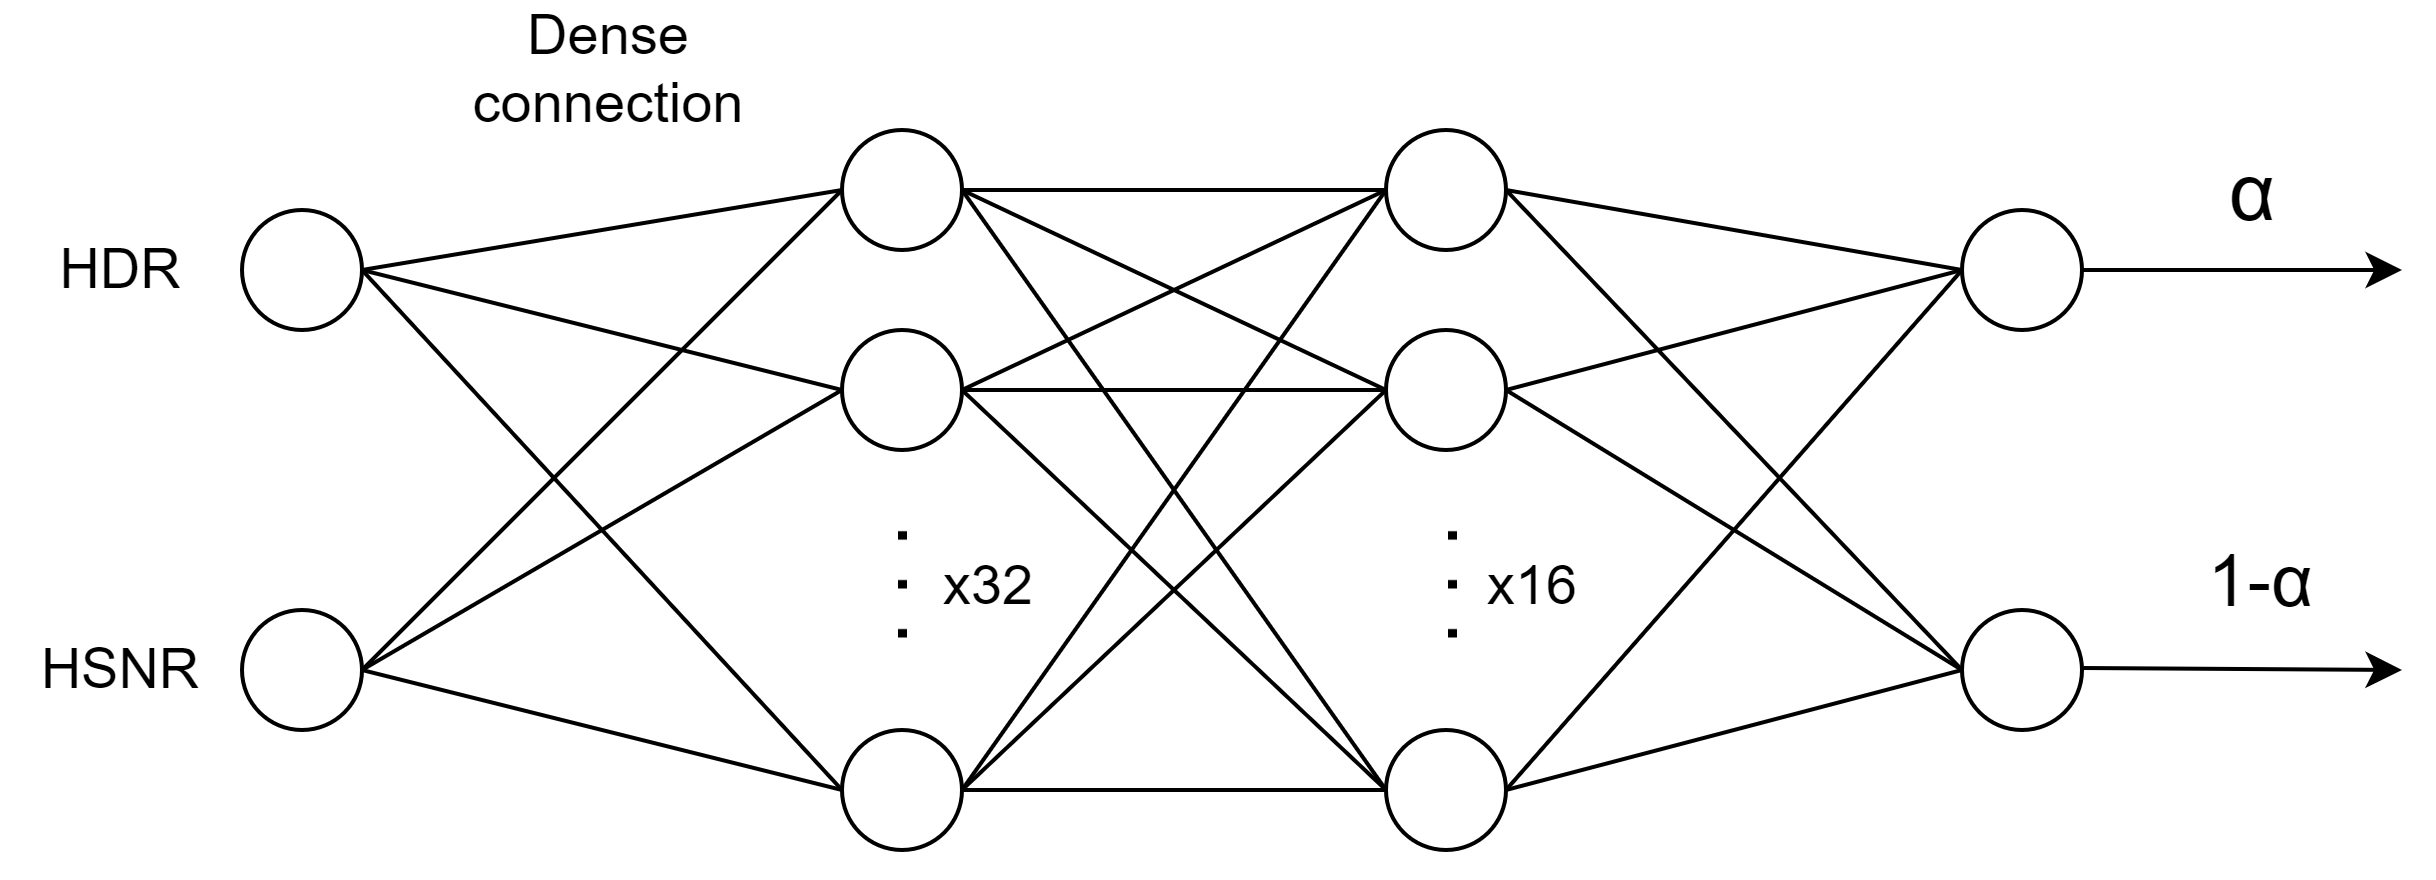 Dense
connection
HDR
α
HSNR
x32
x16
1-α